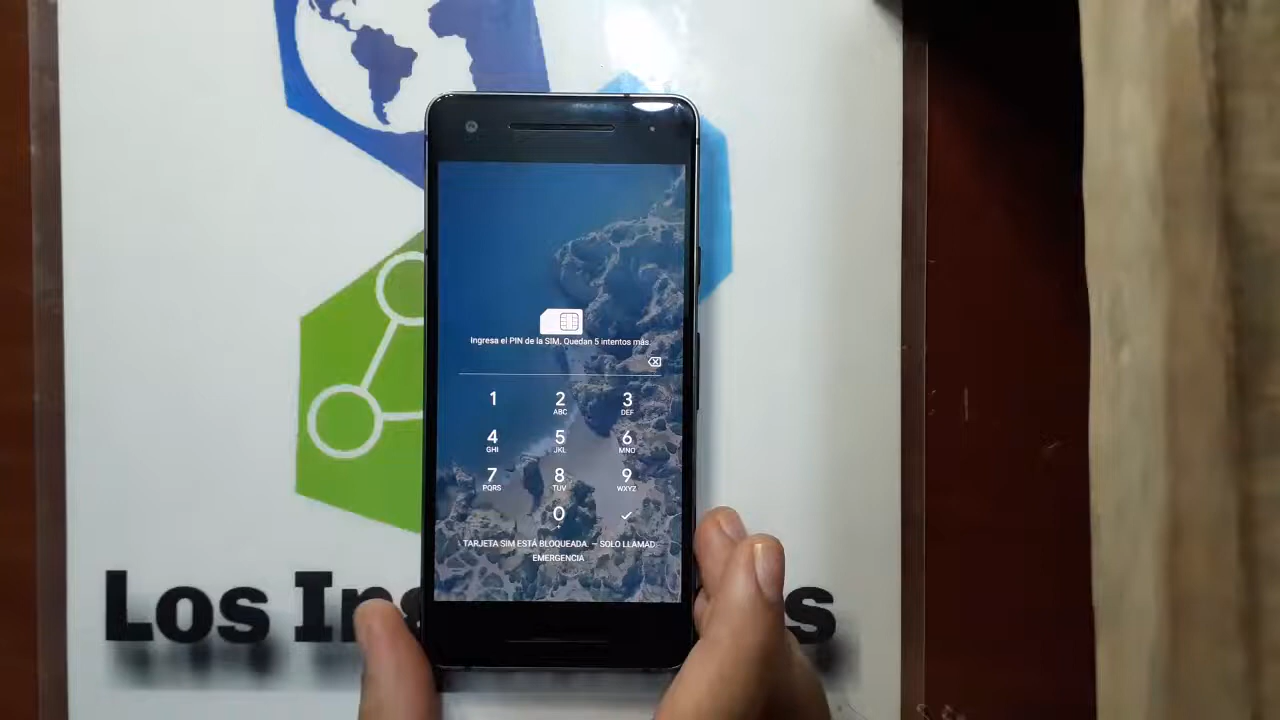 Ingresa el PIN de la SIM. Quedan 5 intentos más.
1 2 3
ABC DEF
4 5 6
GHI JKL MNO
7 8 9
PQRS TUV WXYZ
0
+
TARJETA SIM ESTÁ BLOQUEADA. — SOLO LLAMAD.
EMERGENCIA
Los